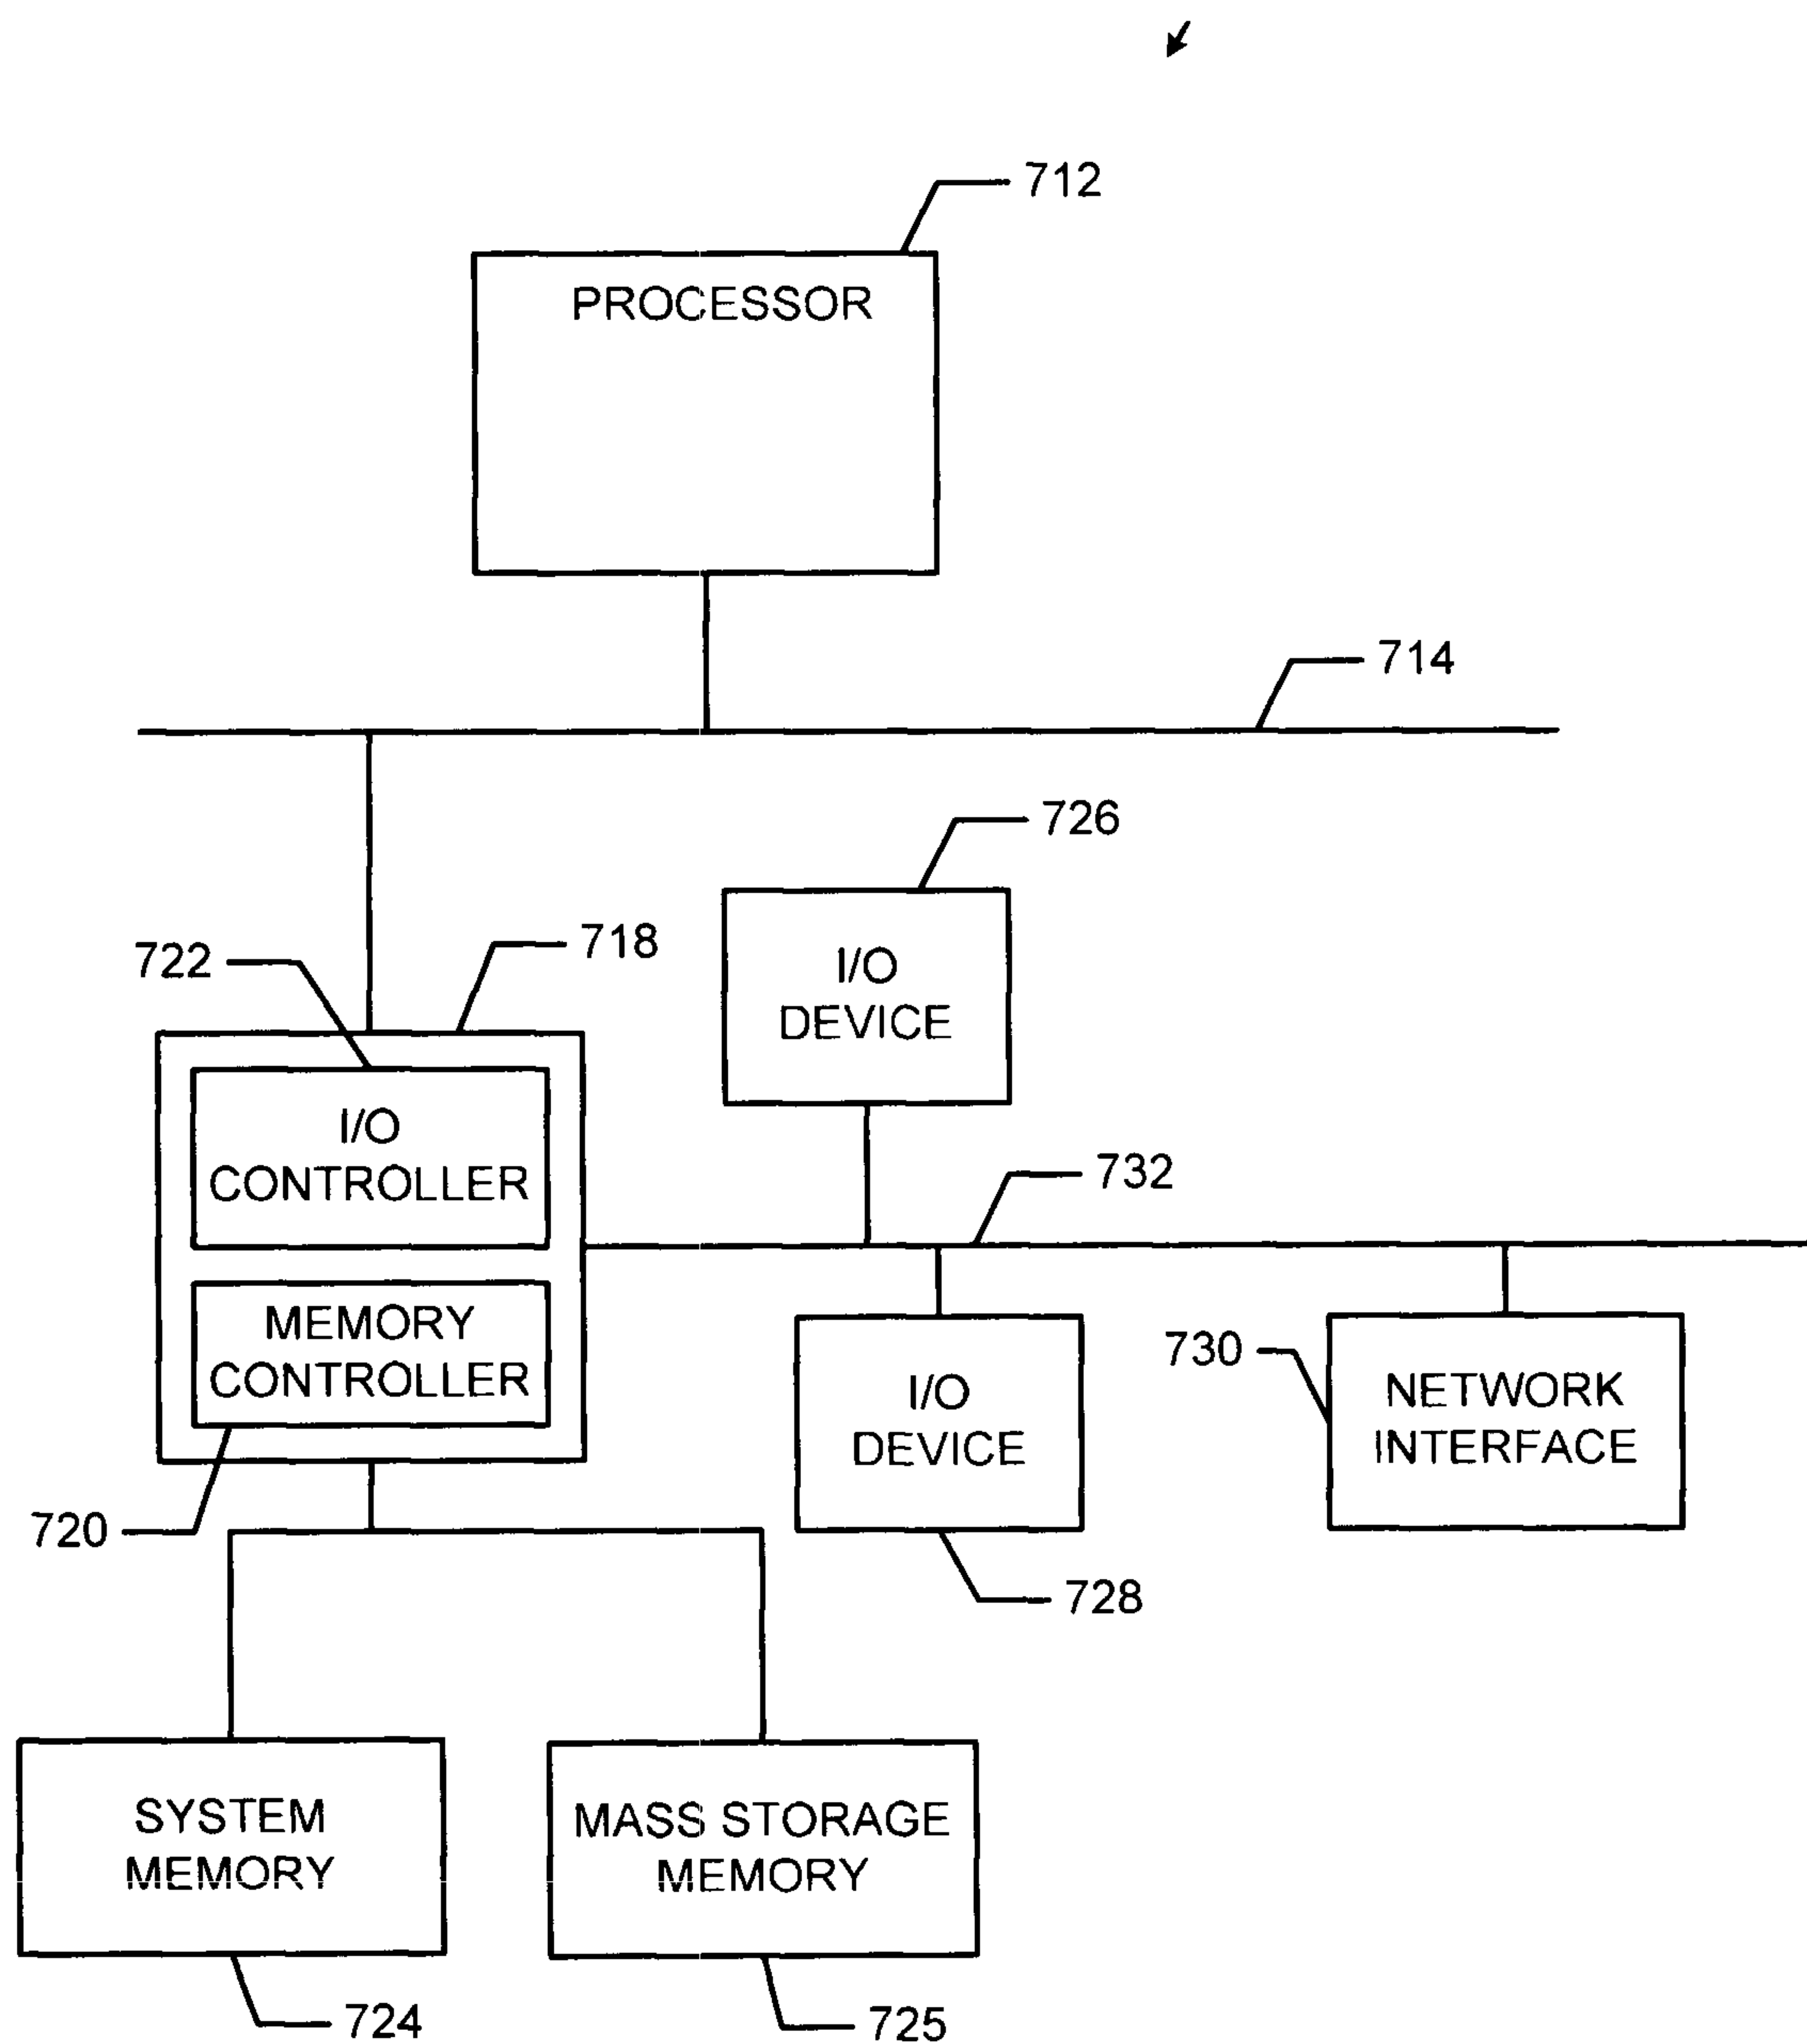 712
PROCESSOR
714
726
718
722
I/O
DEVICE
I/O
CONTROLLER
732
MEMORY
CONTROLLER
730
I/O
DEVICE
NETWORK
INTERFACE
720
728
SYSTEM
MEMORY
MASS STORAGE
MEMORY
724
725